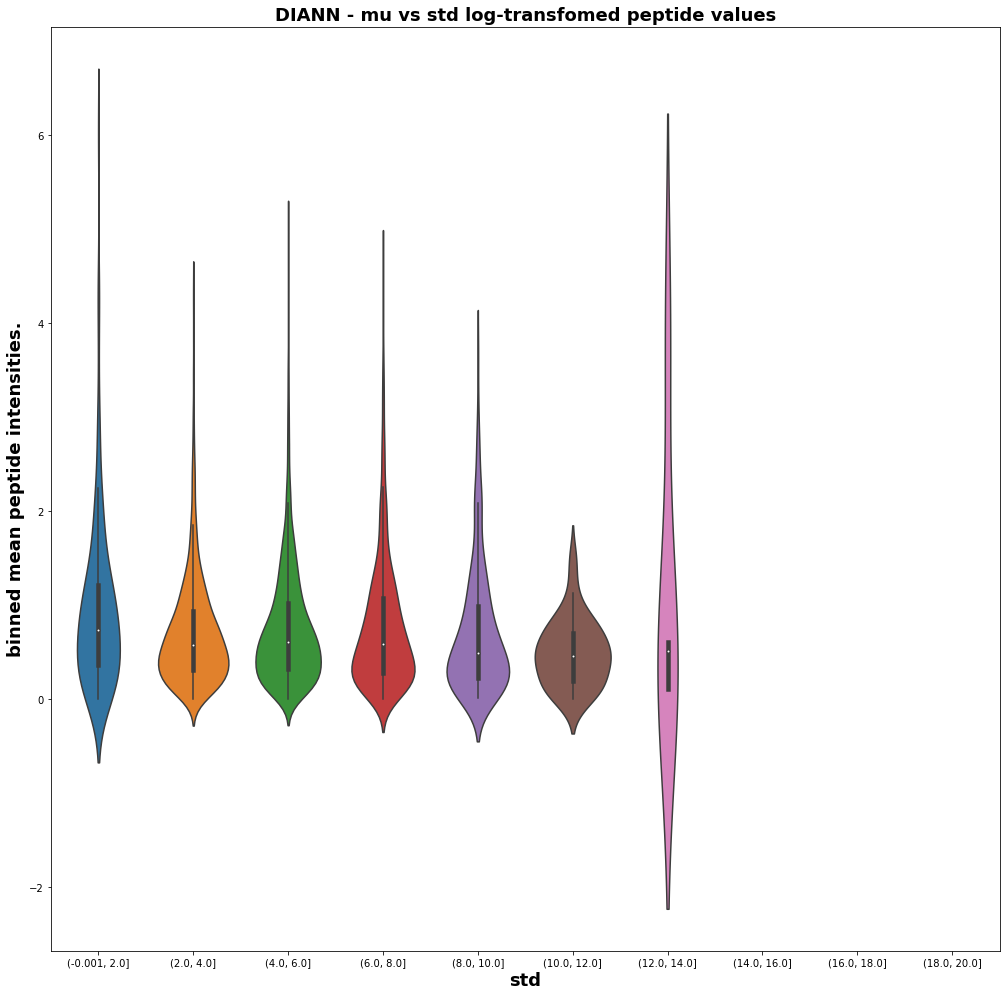 DIANN - mu vs std log-transfomed peptide values
binned mean peptide intensities.
6
4
2
0
−2
(-0.001, 2.0] (2.0, 4.0] (4.0, 6.0] (6.0, 8.0] (8.0, 10.0] (10.0, 12.0] (12.0, 14.0] (14.0, 16.0] (16.0, 18.0] (18.0, 20.0]
std